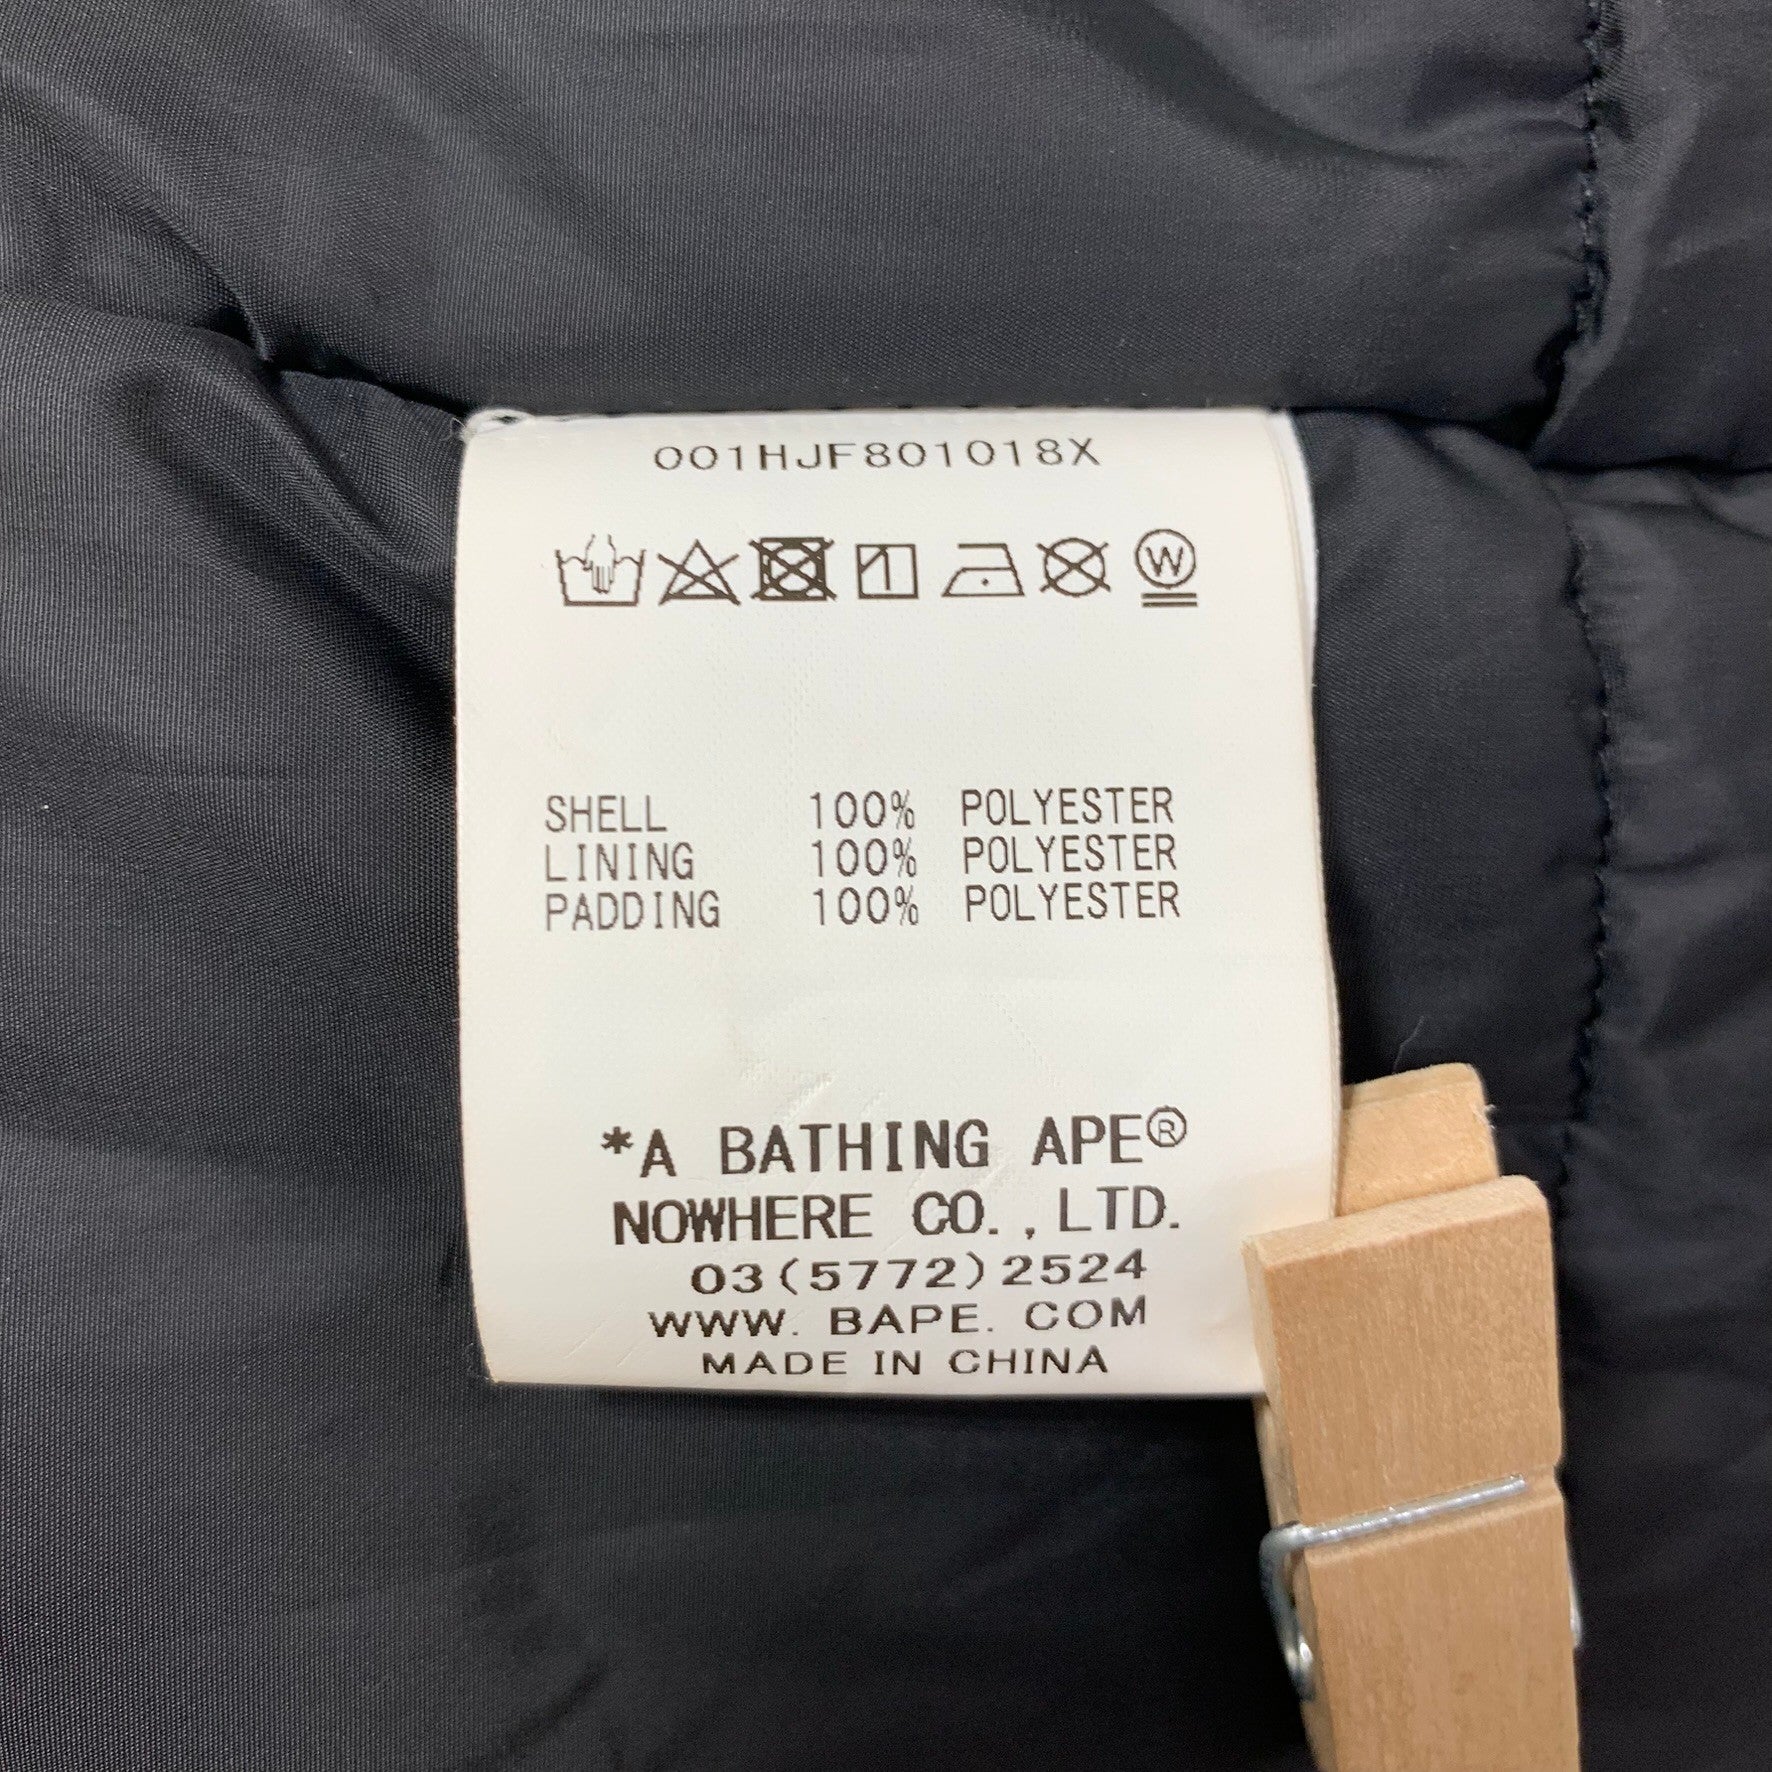 001HJF801018X
W
SHELL 100% POLYESTER
LINING 100% POLYESTER
PADDING 100% POLYESTER
*A BATHING APE®
NOWHERE CO.,LTD.
03(5772)2524
WWW. BAPE. COM
MADE IN CHINA